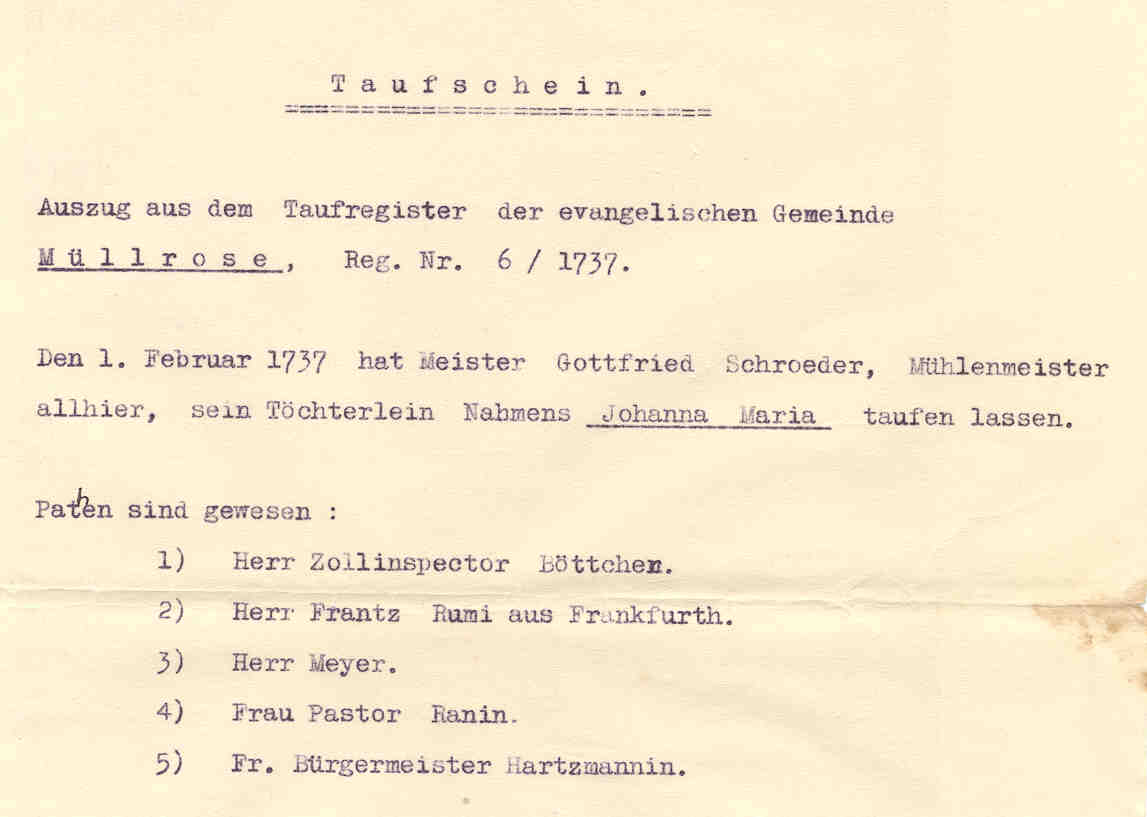 Taufschein.
Auszug aus dem Taufregister der evangelischen Gemeinde
Müllrose, Reg. Nr. 6 / 1737.
Den 1. Februar 1737 hat Meister Gottfried Schroeder, Mühlenmeister
allhier, sein Töchterlein Nahmens Johanna Maria taufen lassen.
Pathen sind gewesen :
1) Herr Zollinspector Böttcher.
2) Herr Frantz Rumi aus Frankfurth.
3) Herr Meyer.
4) Frau Pastor Ranin.
5) Fr. Bürgermeister Hartzmannin.